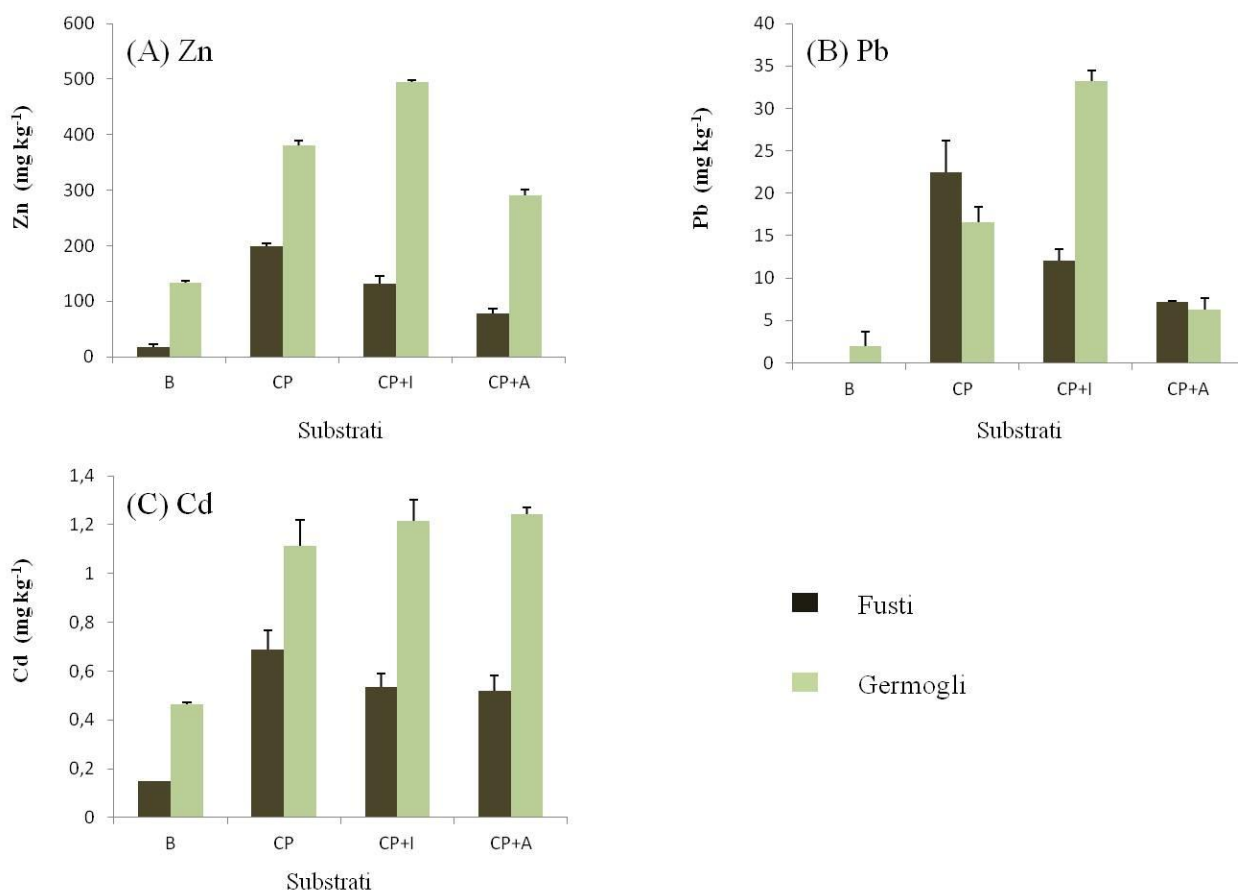 (A) Zn
Zn (mg kg⁻¹)
600
500
400
300
200
100
0
B CP CP+I CP+A
Substrati
(B) Pb
Pb (mg kg⁻¹)
40
35
30
25
20
15
10
5
0
B CP CP+I CP+A
Substrati
(C) Cd
Cd (mg kg⁻¹)
1,4
1,2
1
0,8
0,6
0,4
0,2
0
B CP CP+I CP+A
Substrati
Fusti
Germogli